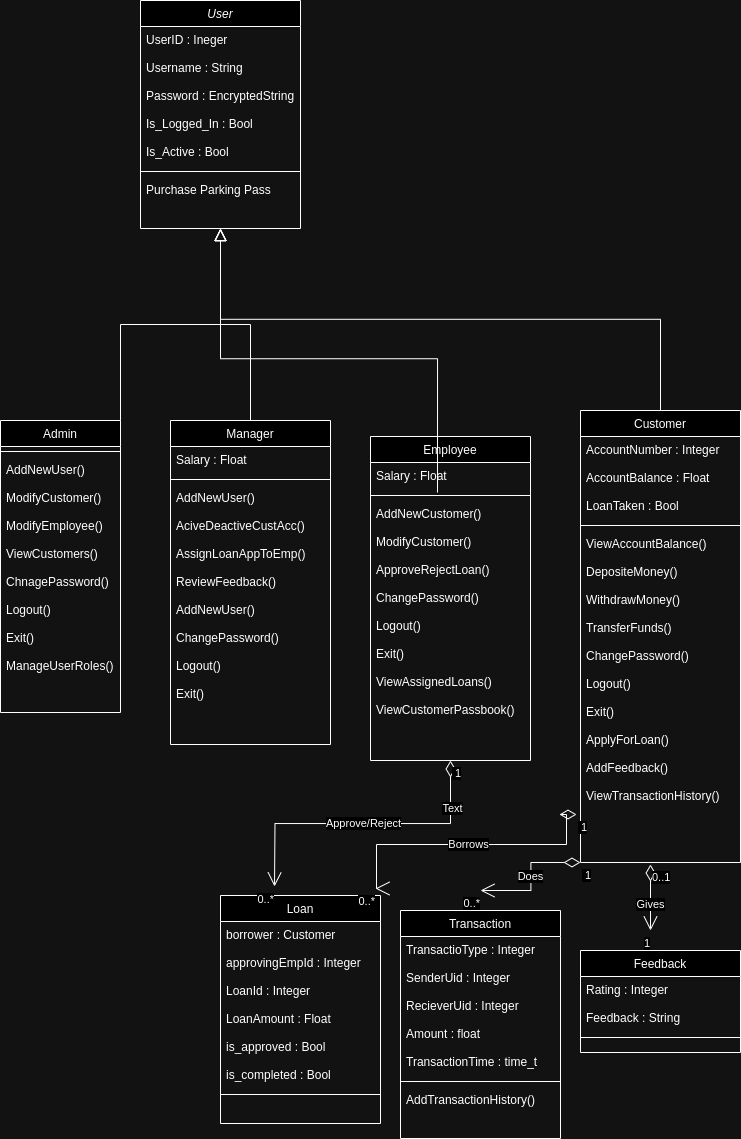 User
UserID : Ineger
Username : String
Password : EncryptedString
Is_Logged_In : Bool
Is_Active : Bool
Purchase Parking Pass
Admin
AddNewUser()
ModifyCustomer()
ModifyEmployee()
ViewCustomers()
ChnagePassword()
Logout()
Exit()
ManageUserRoles()
Manager
Salary : Float
AddNewUser()
AciveDeactiveCustAcc()
AssignLoanAppToEmp()
ReviewFeedback()
AddNewUser()
ChangePassword()
Logout()
Exit()
Employee
Salary : Float
AddNewCustomer()
ModifyCustomer()
ApproveRejectLoan()
ChangePassword()
Logout()
Exit()
ViewAssignedLoans()
ViewCustomerPassbook()
Customer
AccountNumber : Integer
AccountBalance : Float
LoanTaken : Bool
ViewAccountBalance()
DepositeMoney()
WithdrawMoney()
TransferFunds()
ChangePassword()
Logout()
Exit()
ApplyForLoan()
AddFeedback()
ViewTransactionHistory()
1
Text
Approve/Reject
0..*
1
Borrows
0..*
1
Does
0..*
0..1
Gives
1
Loan
borrower : Customer
approvingEmpId : Integer
LoanId : Integer
LoanAmount : Float
is_approved : Bool
is_completed : Bool
Transaction
TransactioType : Integer
SenderUid : Integer
RecieverUid : Integer
Amount : float
TransactionTime : time_t
AddTransactionHistory()
Feedback
Rating : Integer
Feedback : String